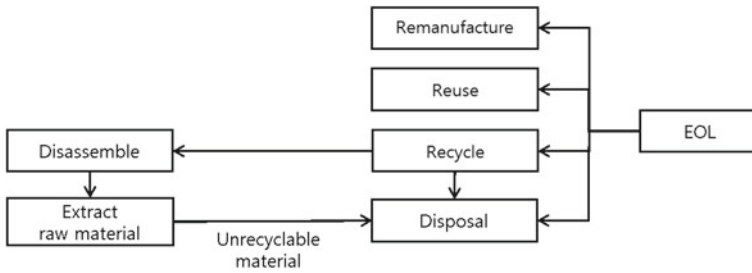 Remanufacture
Reuse
EOL
Disassemble
Recycle
Extract
raw material
Disposal
Unrecyclable
material